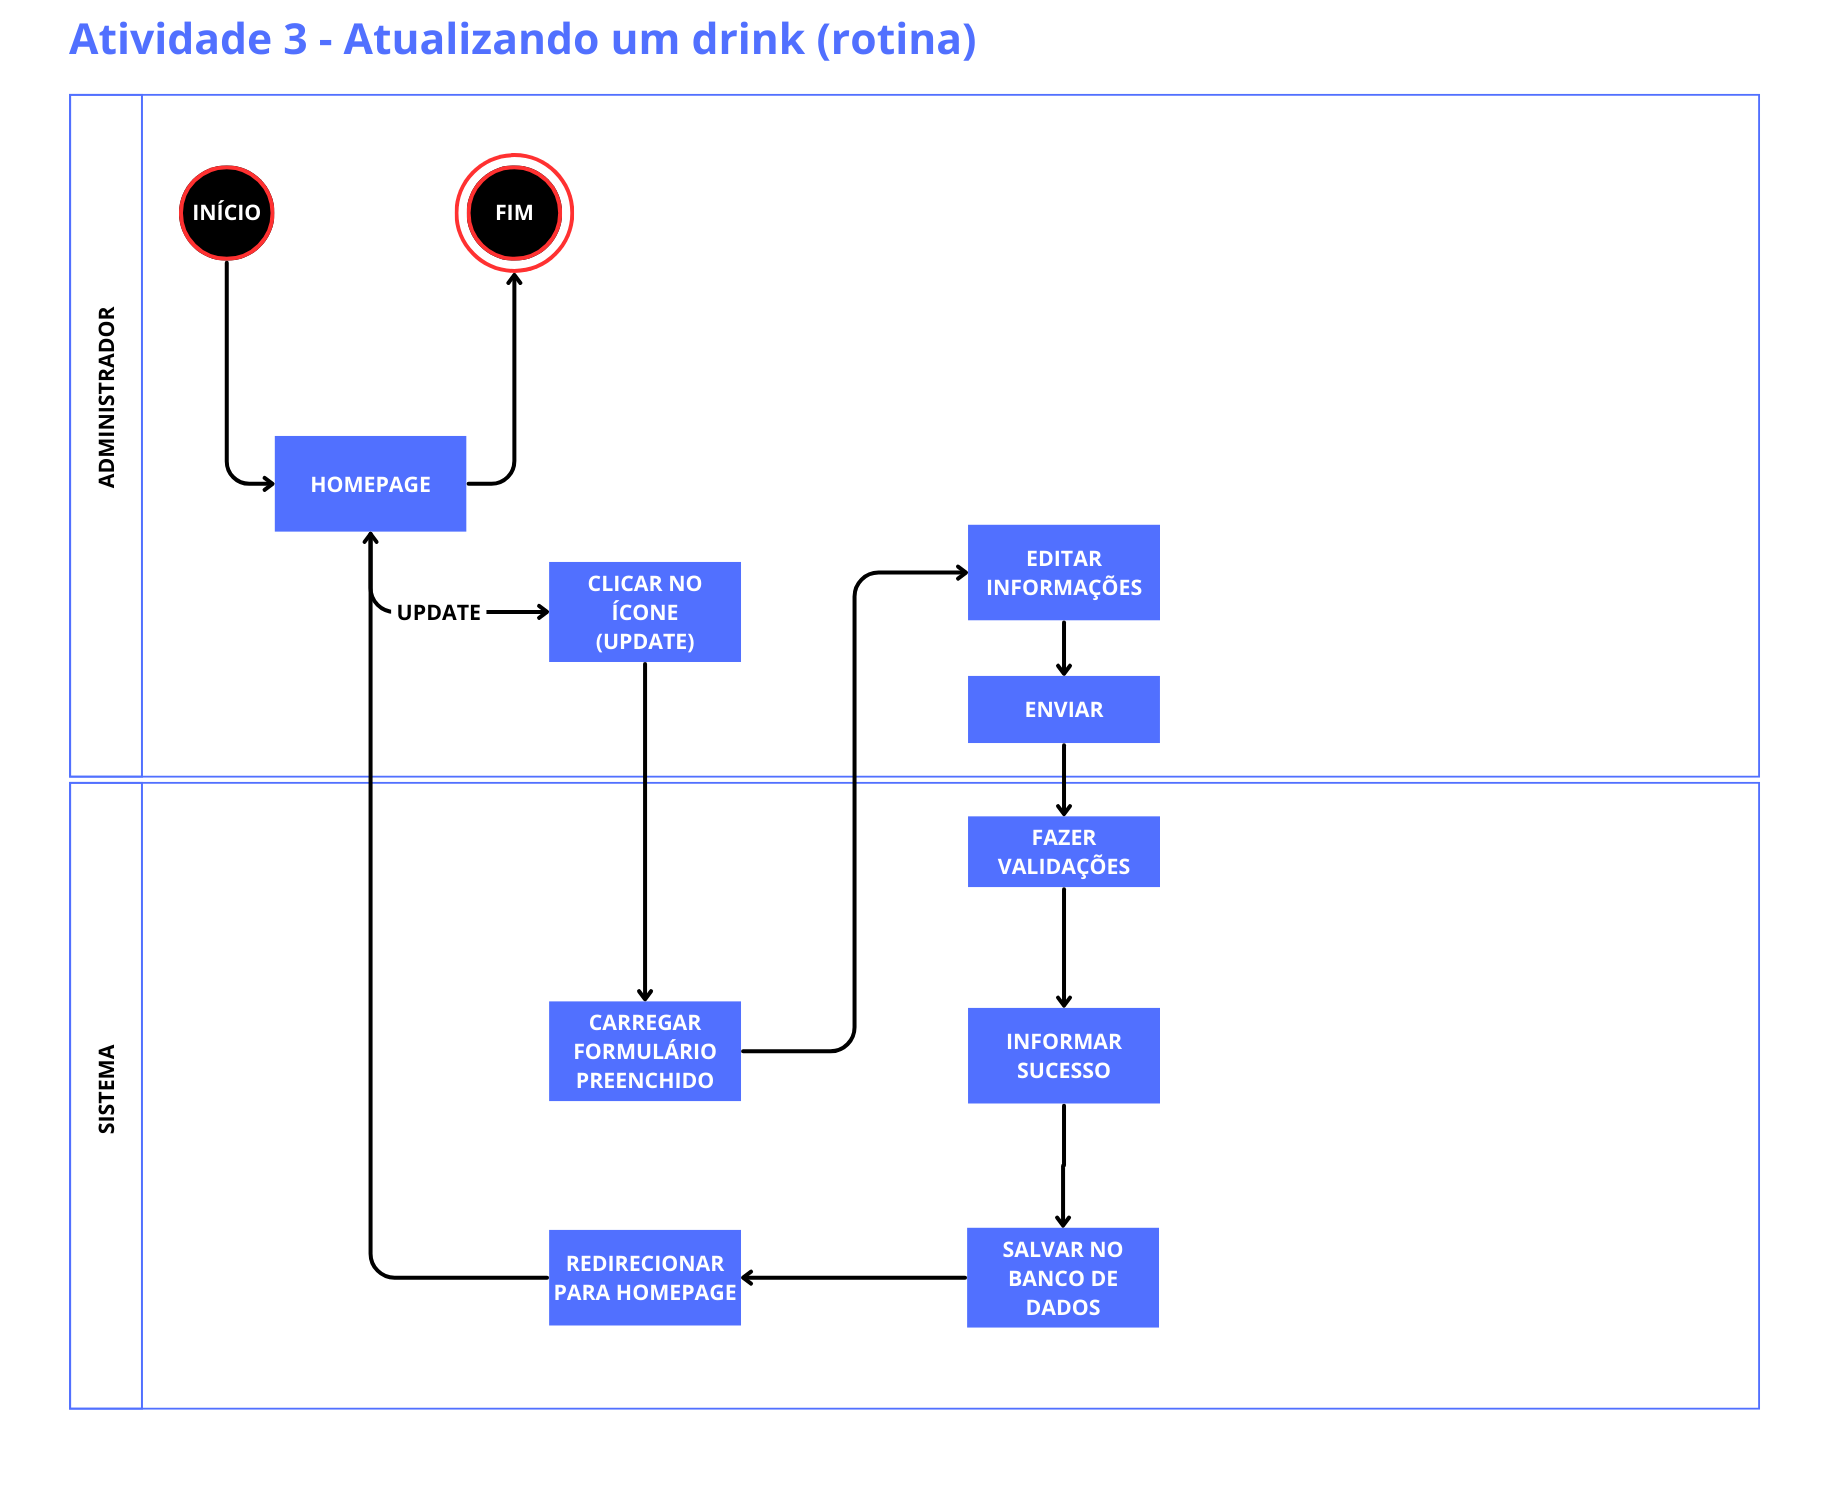 Atividade 3 - Atualizando um drink (rotina)
ADMINISTRADOR
INÍCIO
FIM
HOMEPAGE
UPDATE
CLICAR NO
ÍCONE
(UPDATE)
EDITAR
INFORMAÇÕES
ENVIAR
SISTEMA
FAZER
VALIDAÇÕES
CARREGAR
FORMULÁRIO
PREENCHIDO
INFORMAR
SUCESSO
REDIRECIONAR
PARA HOMEPAGE
SALVAR NO
BANCO DE
DADOS